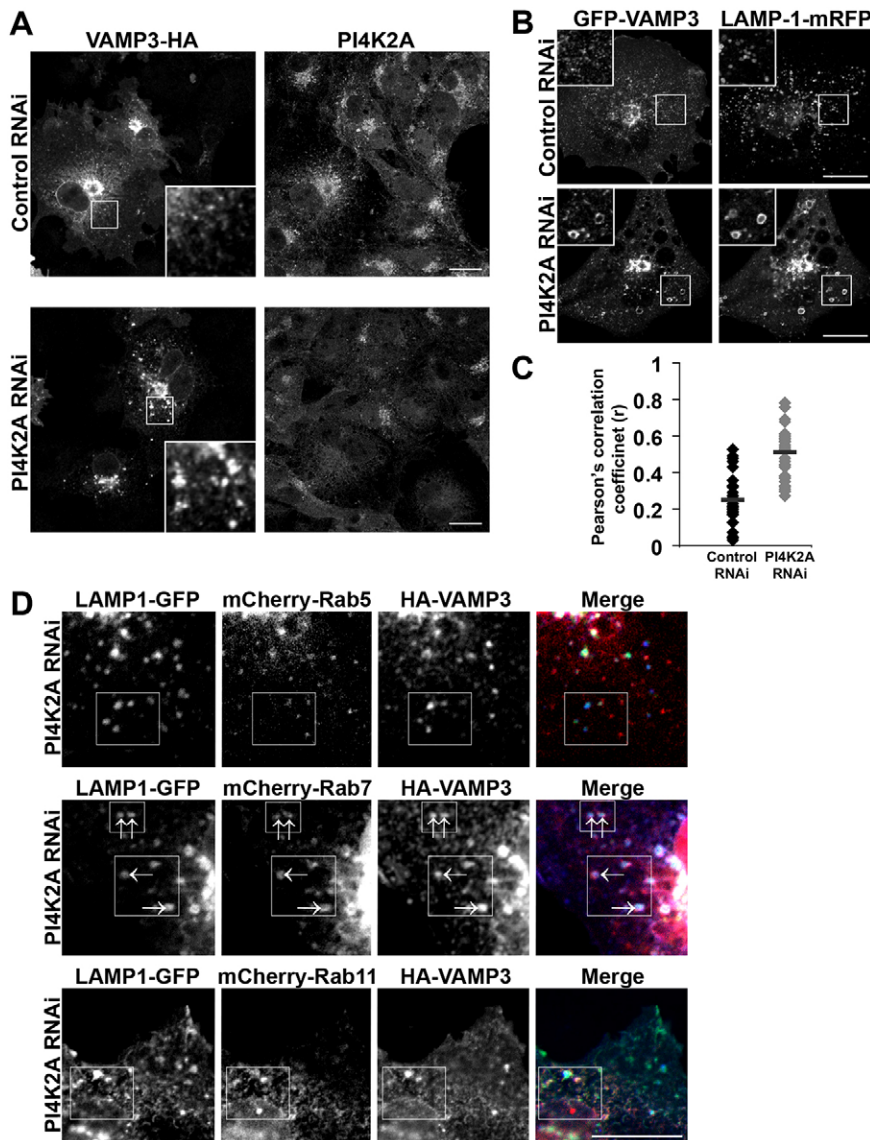 A
VAMP3-HA
PI4K2A
Control RNAi
PI4K2A RNAi
B
GFP-VAMP3
LAMP-1-mRFP
Control RNAi
PI4K2A RNAi
C
Pearson's correlation
coefficinet (r)
1
0.8
0.6
0.4
0.2
0
Control
RNAi
PI4K2A
RNAi
D
LAMP1-GFP
mCherry-Rab5
HA-VAMP3
Merge
PI4K2A RNAi
LAMP1-GFP
mCherry-Rab7
HA-VAMP3
Merge
PI4K2A RNAi
LAMP1-GFP
mCherry-Rab11
HA-VAMP3
Merge
PI4K2A RNAi